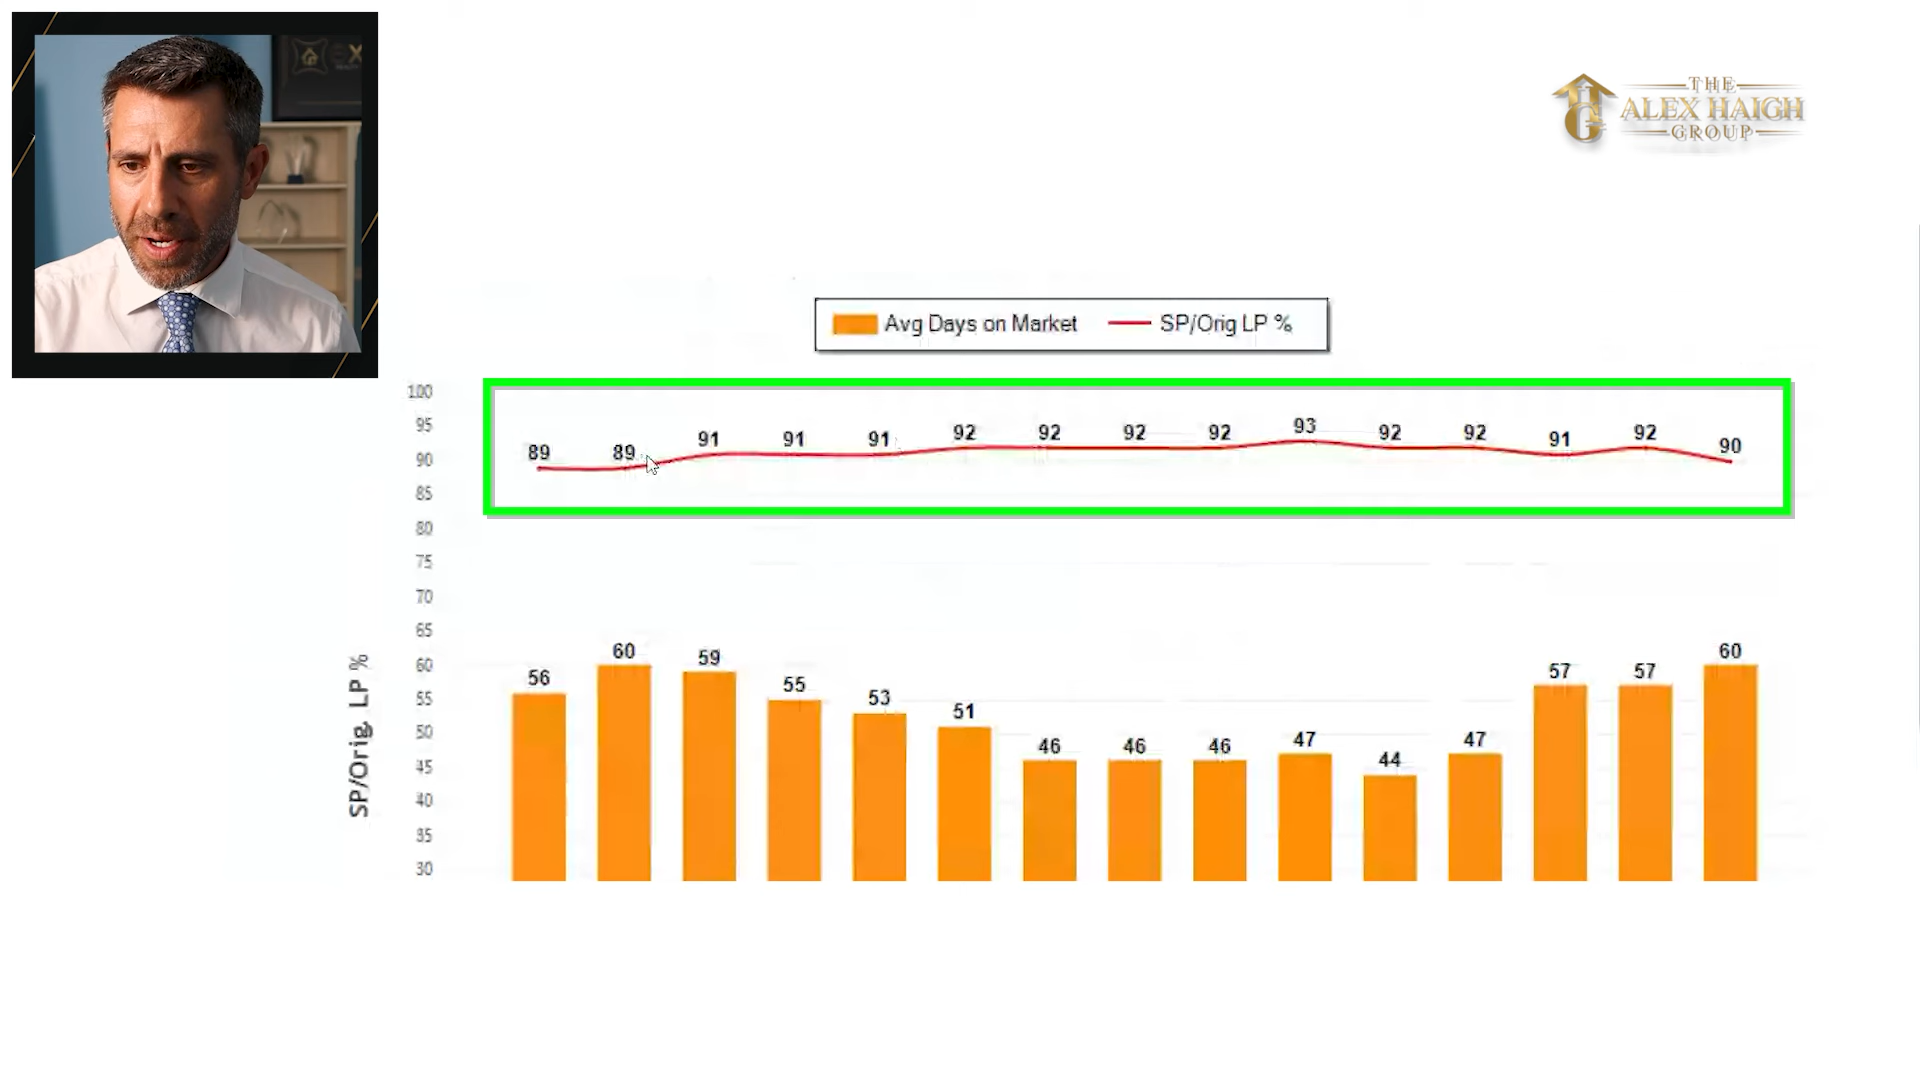 X
THE
ALEX HAIGH
GROUP
Avg Days on Market
SP/Orig LP %
100
95
90
85
80
75
70
65
60
55
50
45
40
35
30
SP/Orig. LP %
89 89 91 91 91 92 92 92 92 93 92 92 91 92 90
56 60 59 55 53 51 46 46 46 47 44 47 57 57 60